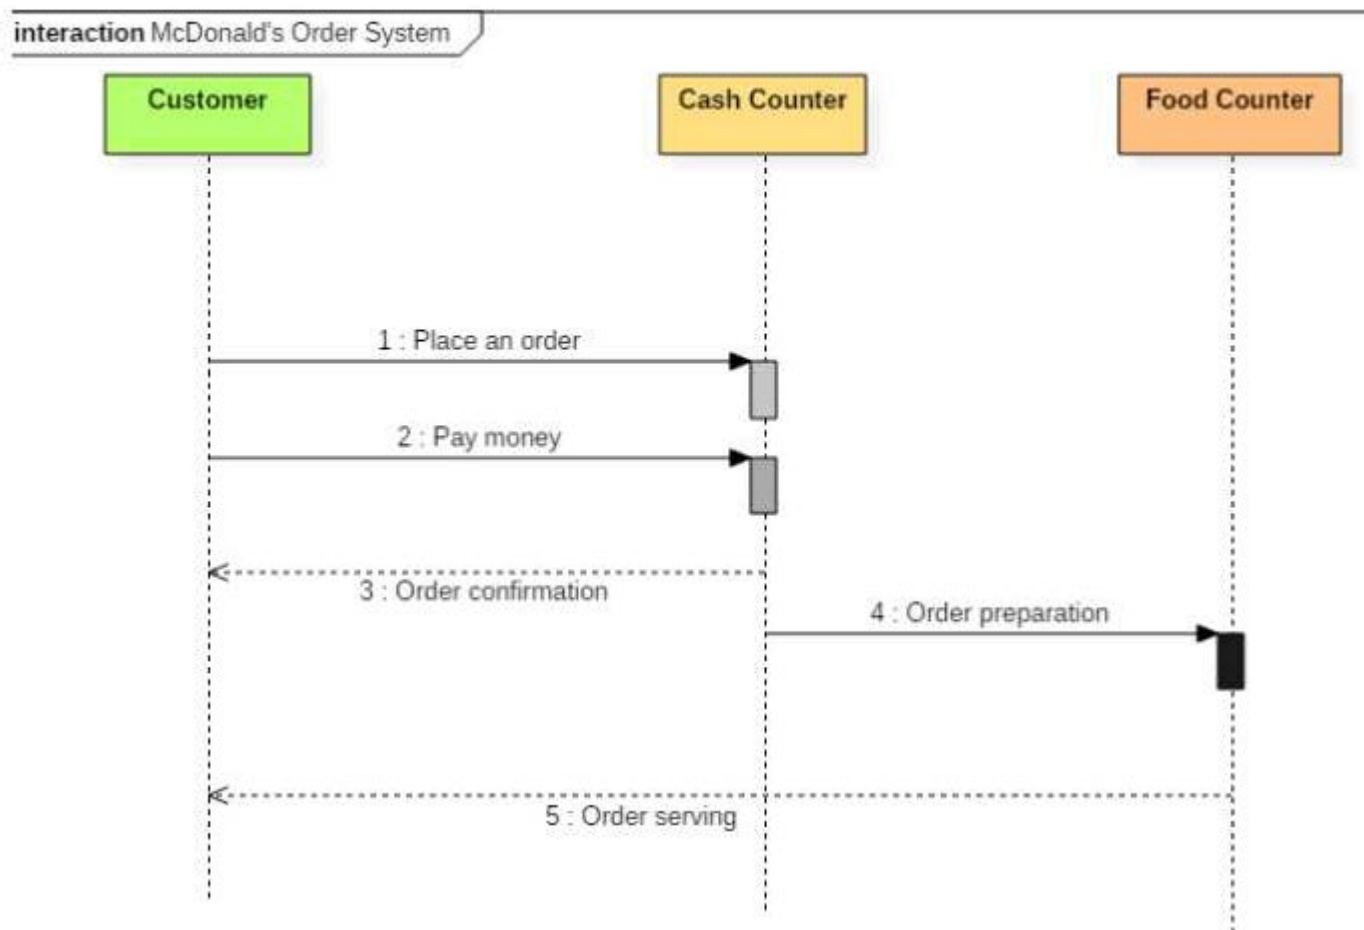 interaction McDonald's Order System
Customer
Cash Counter
Food Counter
1 : Place an order
2 : Pay money
3 : Order confirmation
4 : Order preparation
5 : Order serving